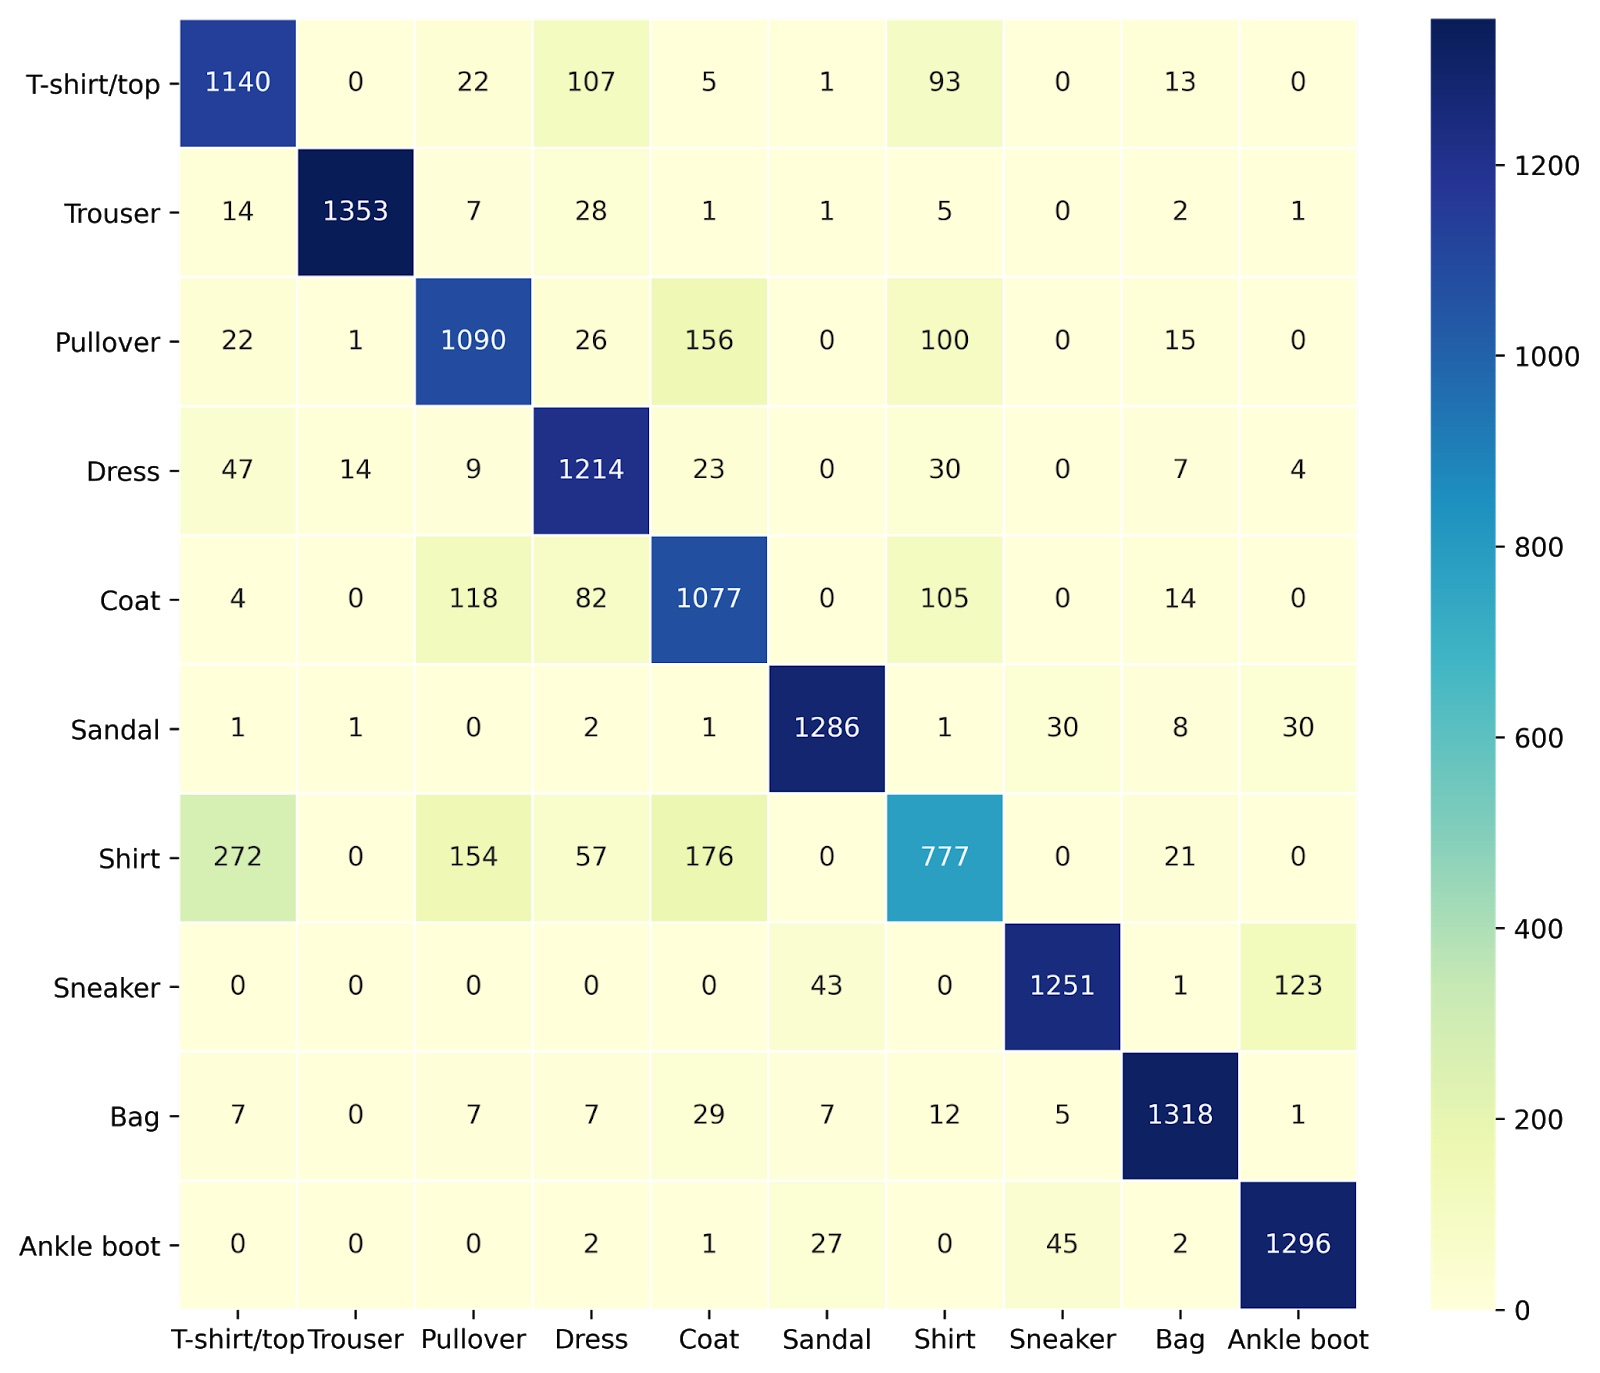 T-shirt/top 1140 0 22 107 5 1 93 0 13 0
Trouser 14 1353 7 28 1 1 5 0 2 1
1200
Pullover 22 1 1090 26 156 0 100 0 15 0
1000
Dress 47 14 9 1214 23 0 30 0 7 4
800
Coat 4 0 118 82 1077 0 105 0 14 0
Sandal 1 1 0 2 1 1286 1 30 8 30
600
Shirt 272 0 154 57 176 0 777 0 21 0
400
Sneaker 0 0 0 0 0 43 0 1251 1 123
Bag 7 0 7 7 29 7 12 5 1318 1
200
Ankle boot 0 0 0 2 1 27 0 45 2 1296
0
T-shirt/top Trouser Pullover Dress Coat Sandal Shirt Sneaker Bag Ankle boot